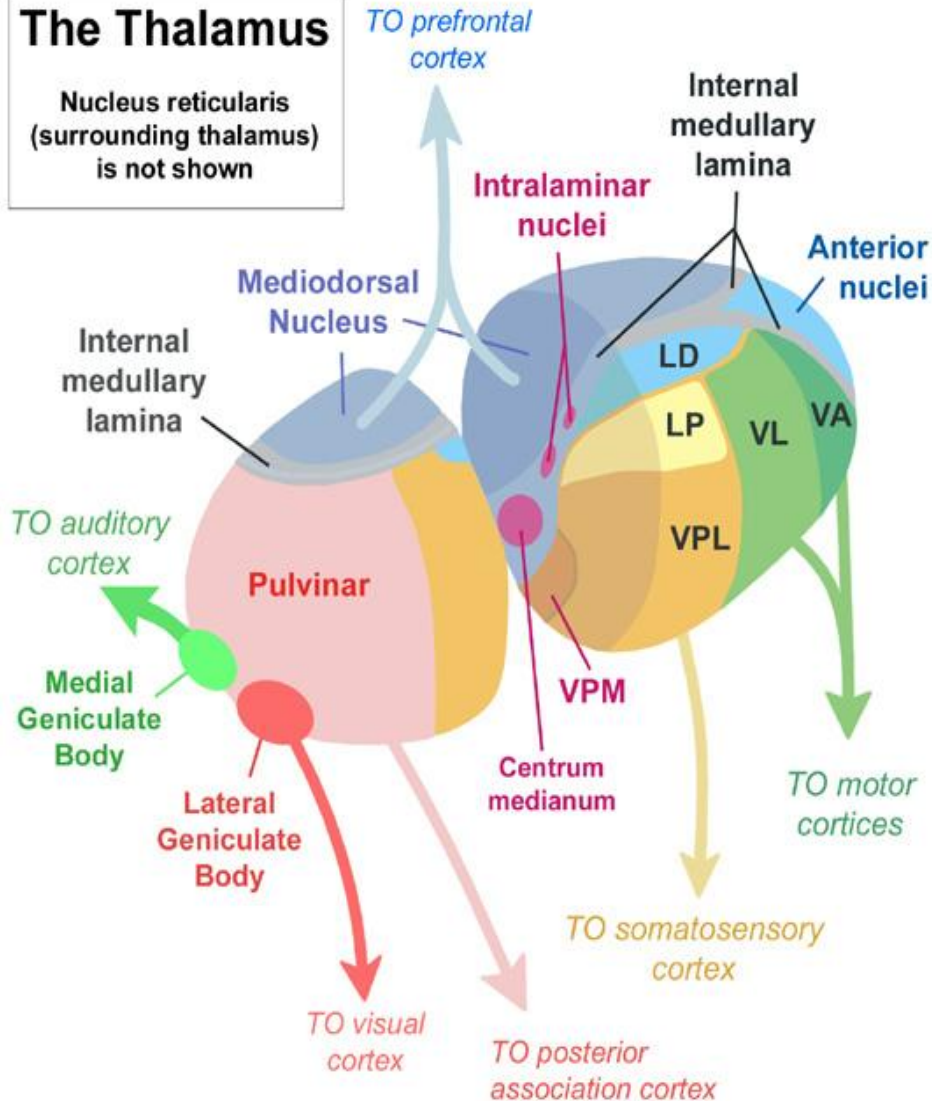 The Thalamus
Nucleus reticularis
(surrounding thalamus)
is not shown
TO prefrontal
cortex
Internal
medullary
lamina
Intralaminar
nuclei
Anterior
nuclei
Mediodorsal
Nucleus
Internal
medullary
lamina
LD
LP
VL
VA
VPL
TO auditory
cortex
Pulvinar
Medial
Geniculate
Body
VPM
Centrum
medianum
Lateral
Geniculate
Body
TO motor
cortices
TO somatosensory
cortex
TO visual
cortex
TO posterior
association cortex